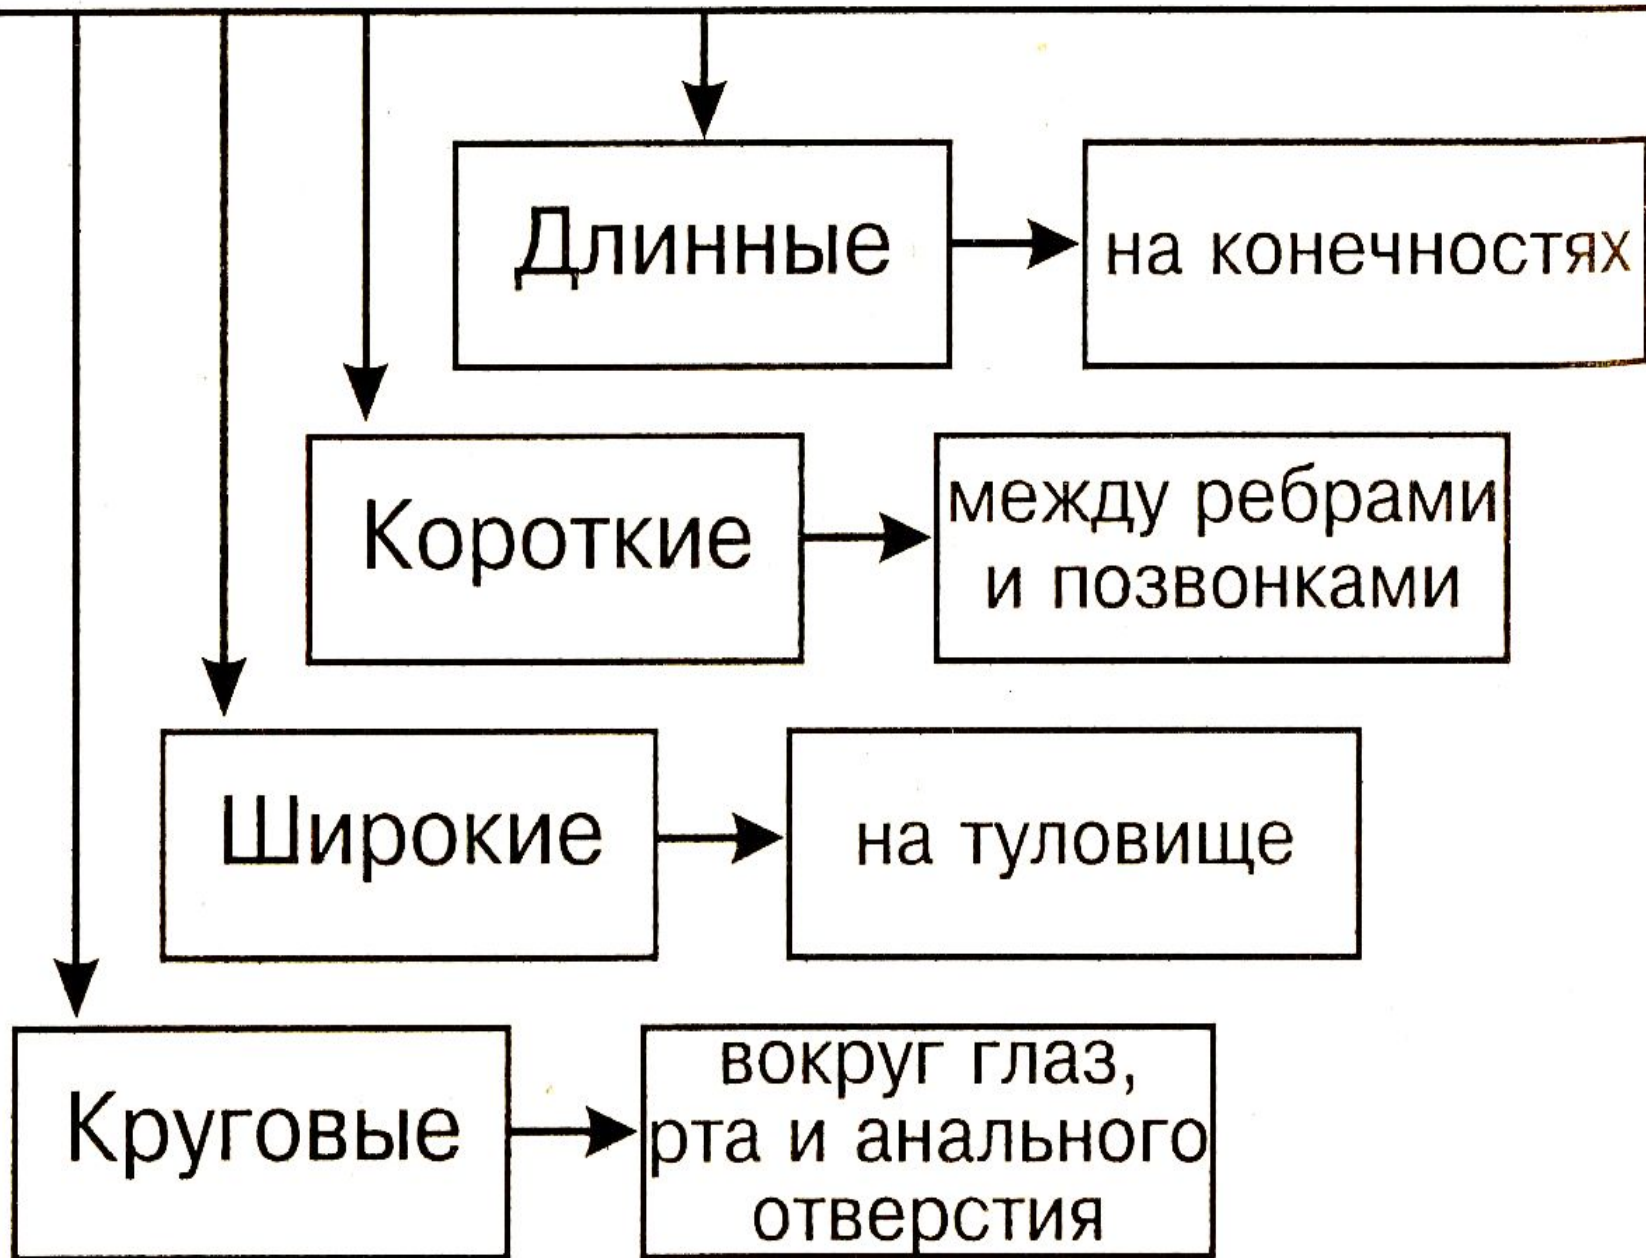 Длинные
на конечностях
Короткие
между ребрами
и позвонками
Широкие
на туловище
Круговые
вокруг глаз,
рта и анального
отверстия